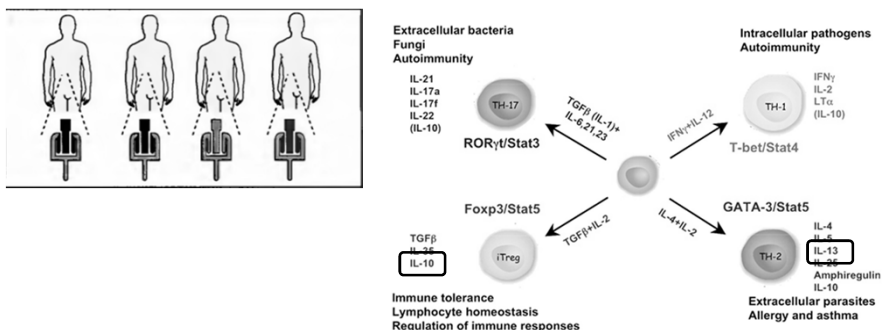 Extracellular bacteria
Fungi
Autoimmunity
IL-21
IL-17a
IL-17f
IL-22
(IL-10)
TH-17
RORγt/Stat3
TGFβ (IL-1)+
IL-6,21,23
Intracellular pathogens
Autoimmunity
IFNγ
IL-2
LTα
(IL-10)
TH-1
IFNγ+IL-12
T-bet/Stat4
Foxp3/Stat5
TGFβ
IL-35
IL-10
iTreg
TGFβ+IL-2
Immune tolerance
Lymphocyte homeostasis
Regulation of immune responses
GATA-3/Stat5
IL-4+IL-2
TH-2
IL-4
IL-5
IL-13
IL-25
Amphiregulin
IL-10
Extracellular parasites
Allergy and asthma